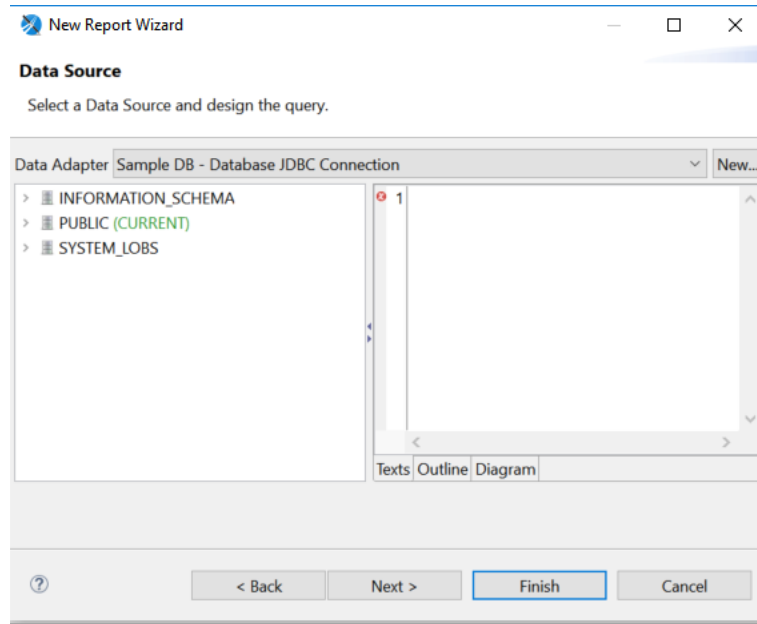 New Report Wizard
Data Source
Select a Data Source and design the query.
Data Adapter Sample DB - Database JDBC Connection New...
INFORMATION_SCHEMA
PUBLIC (CURRENT)
SYSTEM_LOBS
1
Texts Outline Diagram
? < Back Next > Finish Cancel